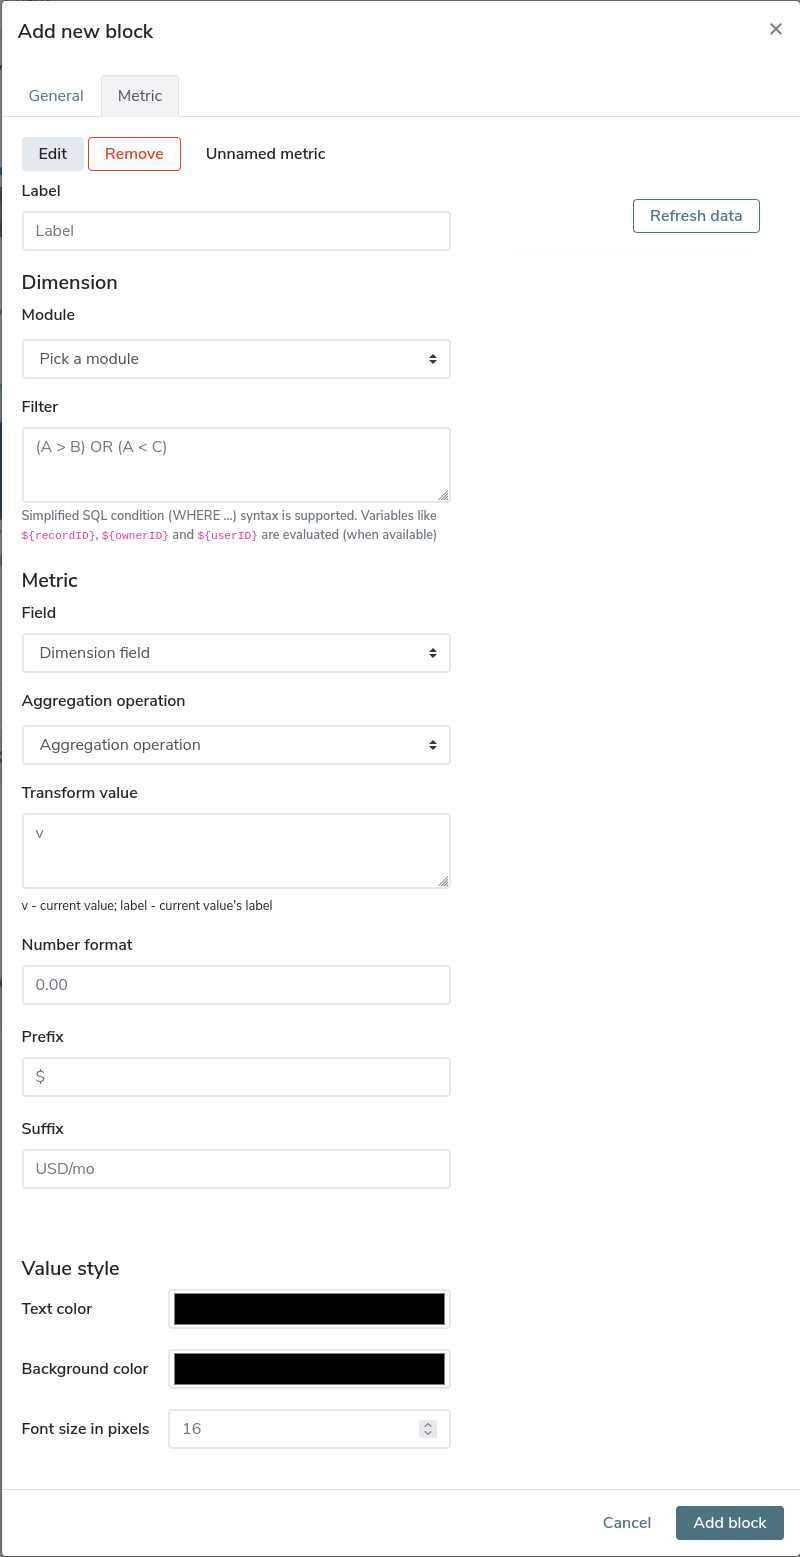 Add new block
×
General
Metric
Edit
Remove
Unnamed metric
Label
Refresh data
Label
Dimension
Module
Pick a module
Filter
(A > B) OR (A < C)
Simplified SQL condition (WHERE ...) syntax is supported. Variables like
${recordID}, ${ownerID} and ${userID} are evaluated (when available)
Metric
Field
Dimension field
Aggregation operation
Aggregation operation
Transform value
v
v - current value; label - current value's label
Number format
0.00
Prefix
$
Suffix
USD/mo
Value style
Text color
Background color
Font size in pixels
16
Cancel
Add block